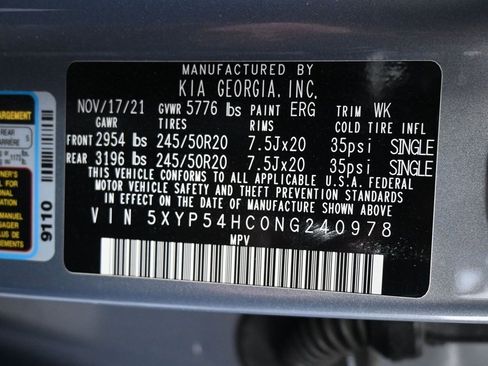 MANUFACTURED BY
KIA GEORGIA, INC.
NOV/17/21 GVWR 5776 lbs PAINT ERG TRIM WK
GAWR TIRES RIMS COLD TIRE INFL
FRONT 2954 lbs 245/50R20 7.5Jx20 35psi SINGLE
REAR 3196 lbs 245/50R20 7.5Jx20 35psi SINGLE
THIS VEHICLE CONFORMS TO ALL APPLICABLE U.S.A. FEDERAL
MOTOR VEHICLE SAFETY AND THEFT PREVENTION STANDARDS
IN EFFECT ON THE DATE OF MANUFACTURE SHOWN ABOVE
VIN 5XYP54HC0NG240978
MPV
REAR 5
9110